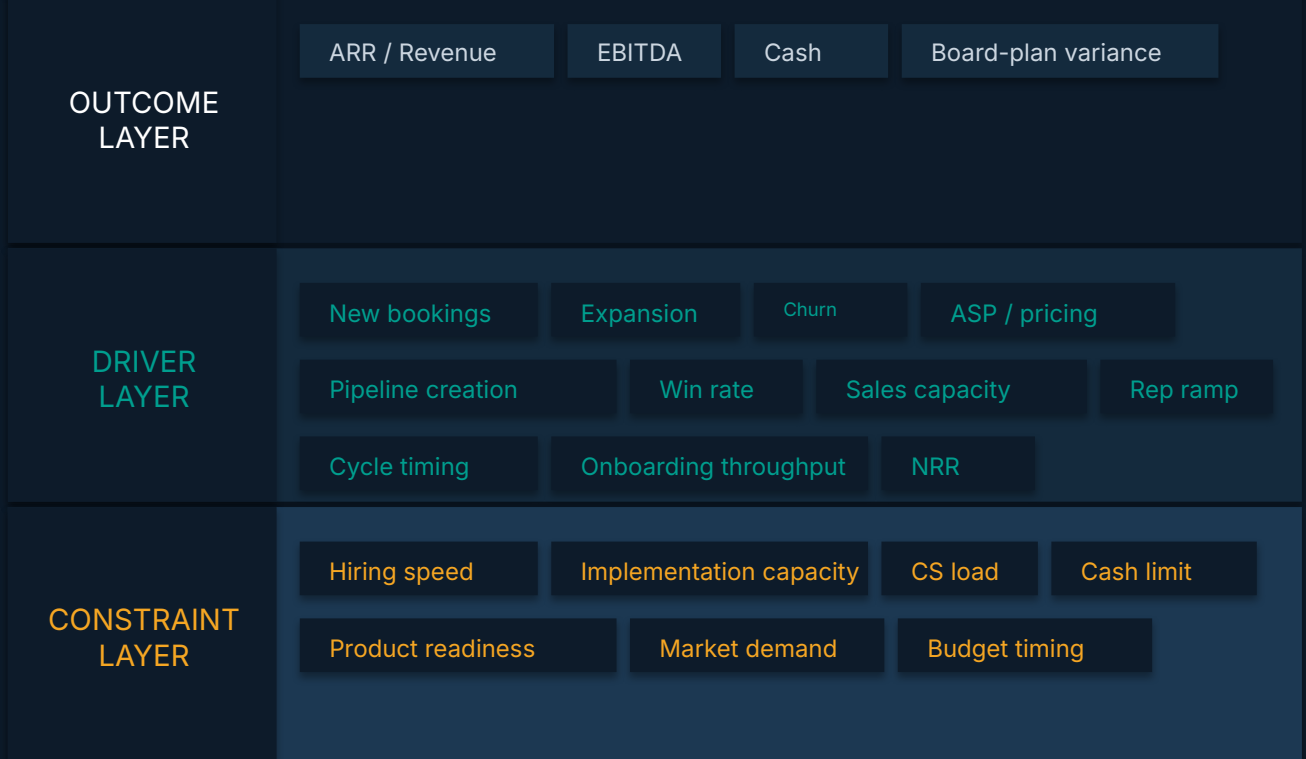 OUTCOME
LAYER
ARR / Revenue
EBITDA
Cash
Board-plan variance
DRIVER
LAYER
New bookings
Expansion
Churn
ASP / pricing
Pipeline creation
Win rate
Sales capacity
Rep ramp
Cycle timing
Onboarding throughput
NRR
CONSTRAINT
LAYER
Hiring speed
Implementation capacity
CS load
Cash limit
Product readiness
Market demand
Budget timing